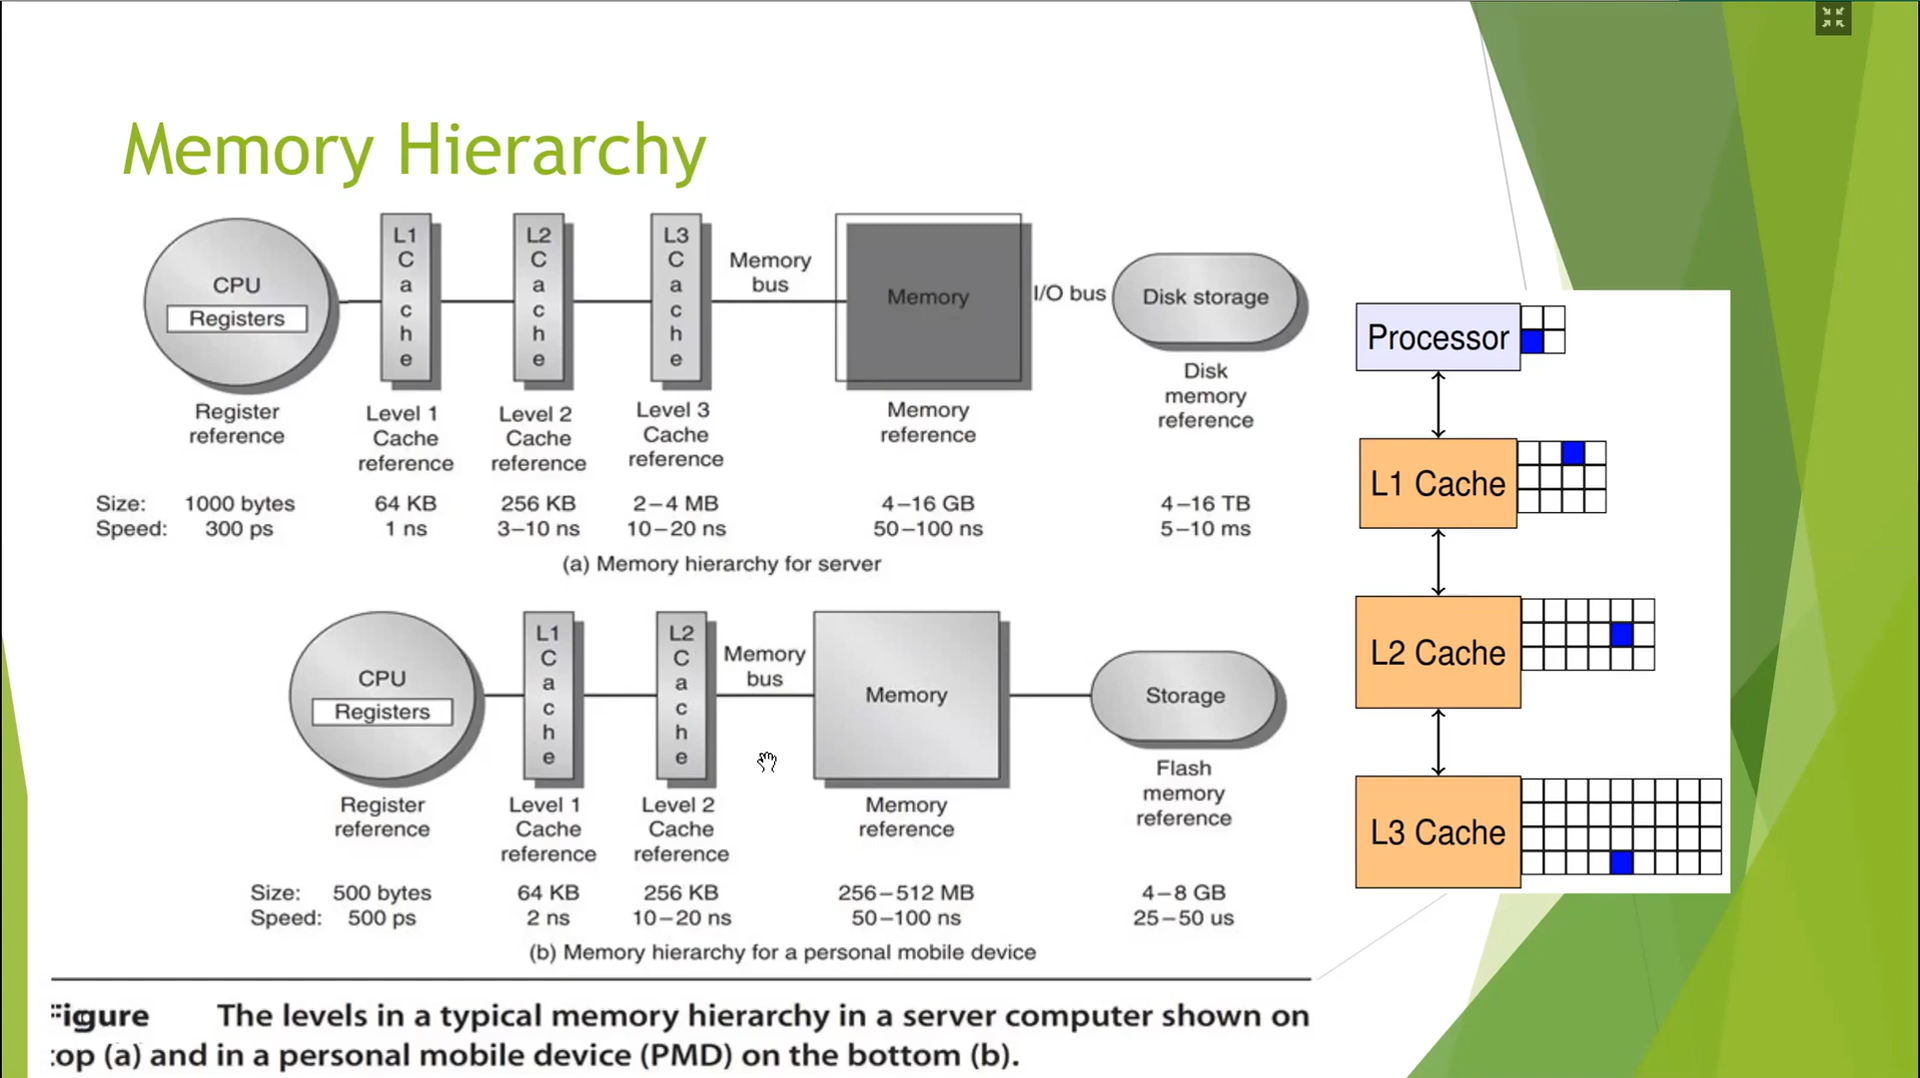 Memory Hierarchy
CPU
Registers
L1
C
a
c
h
e
L2
C
a
c
h
e
L3
C
a
c
h
e
Memory
bus
Memory
I/O bus
Disk storage
Register
reference
Level 1
Cache
reference
Level 2
Cache
reference
Level 3
Cache
reference
Memory
reference
Disk
memory
reference
Size: 1000 bytes 64 KB 256 KB 2–4 MB 4–16 GB 4–16 TB
Speed: 300 ps 1 ns 3–10 ns 10–20 ns 50–100 ns 5–10 ms
(a) Memory hierarchy for server
CPU
Registers
L1
C
a
c
h
e
L2
C
a
c
h
e
Memory
bus
Memory
Storage
Register
reference
Level 1
Cache
reference
Level 2
Cache
reference
Memory
reference
Flash
memory
reference
Size: 500 bytes 64 KB 256 KB 256–512 MB 4–8 GB
Speed: 500 ps 2 ns 10–20 ns 50–100 ns 25–50 us
(b) Memory hierarchy for a personal mobile device
Figure The levels in a typical memory hierarchy in a server computer shown on
top (a) and in a personal mobile device (PMD) on the bottom (b).
Processor
L1 Cache
L2 Cache
L3 Cache